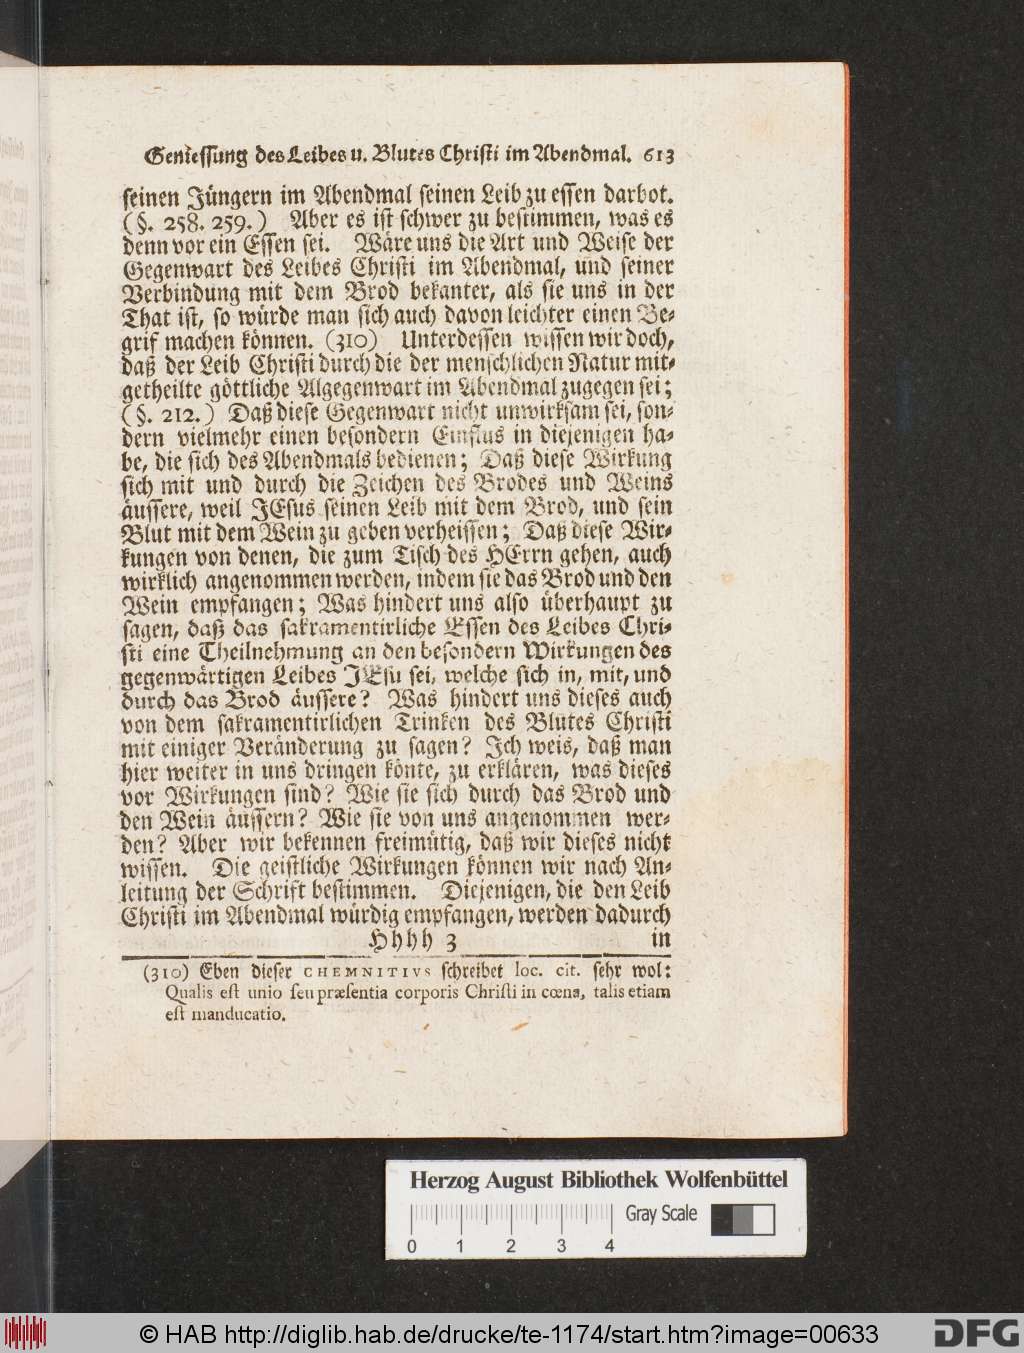 Geniessung des Leibes u. Blutes Christi im Abendmal. 613
seinen Jüngern im Abendmal seinen Leib zu essen darbot.
(§. 258. 259.) Aber es ist schwer zu bestimmen, was es
denn vor ein Essen sei. Wäre uns die Art und Weise der
Gegenwart des Leibes Christi im Abendmal, und seiner
Verbindung mit dem Brod bekanter, als sie uns in der
That ist, so würde man sich auch davon leichter einen Be-
grif machen können. (310) Unterdessen wissen wir doch,
daß der Leib Christi durch die der menschlichen Natur mit-
getheilte göttliche Algegenwart im Abendmal zugegen sei;
(§. 212.) Daß diese Gegenwart nicht unwirksam sei, son-
dern vielmehr einen besondern Einflus in diejenigen ha-
be, die sich des Abendmals bedienen; Daß diese Wirkung
sich mit und durch die Zeichen des Brodes und Weins
äussere, weil JEsus seinen Leib mit dem Brod, und sein
Blut mit dem Wein zu geben verheissen; Daß diese Wir-
kungen von denen, die zum Tisch des HErrn gehen, auch
wirklich angenommen werden, indem sie das Brod und den
Wein empfangen; Was hindert uns also überhaupt zu
sagen, daß das sakramentirliche Essen des Leibes Chri-
sti eine Theilnehmung an den besondern Wirkungen des
gegenwärtigen Leibes JEsu sei, welche sich in, mit, und
durch das Brod äussere? Was hindert uns dieses auch
von dem sakramentirlichen Trinken des Blutes Christi
mit einiger Veränderung zu sagen? Ich weis, daß man
hier weiter in uns dringen könte, zu erklären, was dieses
vor Wirkungen sind? Wie sie sich durch das Brod und
den Wein äussern? Wie sie von uns angenommen wer-
den? Aber wir bekennen freimütig, daß wir dieses nicht
wissen. Die geistliche Wirkungen können wir nach An-
leitung der Schrift bestimmen. Diejenigen, die den Leib
Christi im Abendmal würdig empfangen, werden dadurch
Hhhh 3 in
(310) Eben dieser CHEMNITIVS schreibet loc. cit. sehr wol:
Qualis est unio seu præsentia corporis Christi in cœna, talis etiam
est manducatio.
Herzog August Bibliothek Wolfenbüttel
Gray Scale
0 1 2 3 4
© HAB http://diglib.hab.de/drucke/te-1174/start.htm?image=00633
DFG